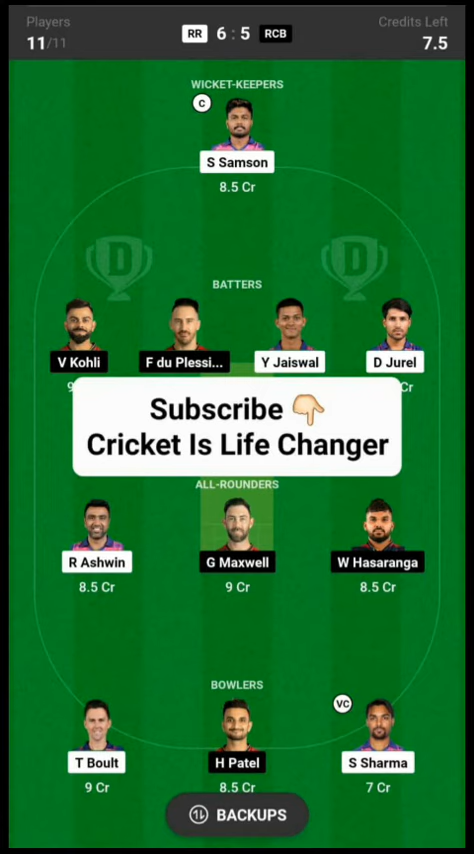 Players
Credits Left
11/11
RR 6 : 5 RCB
7.5
WICKET-KEEPERS
C
S Samson
8.5 Cr
D
D
BATTERS
V Kohli
F du Plessi...
Y Jaiswal
D Jurel
9
Cr
Subscribe 👇🏻
Cricket Is Life Changer
ALL-ROUNDERS
R Ashwin
G Maxwell
W Hasaranga
8.5 Cr
9 Cr
8.5 Cr
BOWLERS
VC
T Boult
H Patel
S Sharma
9 Cr
8.5 Cr
7 Cr
BACKUPS